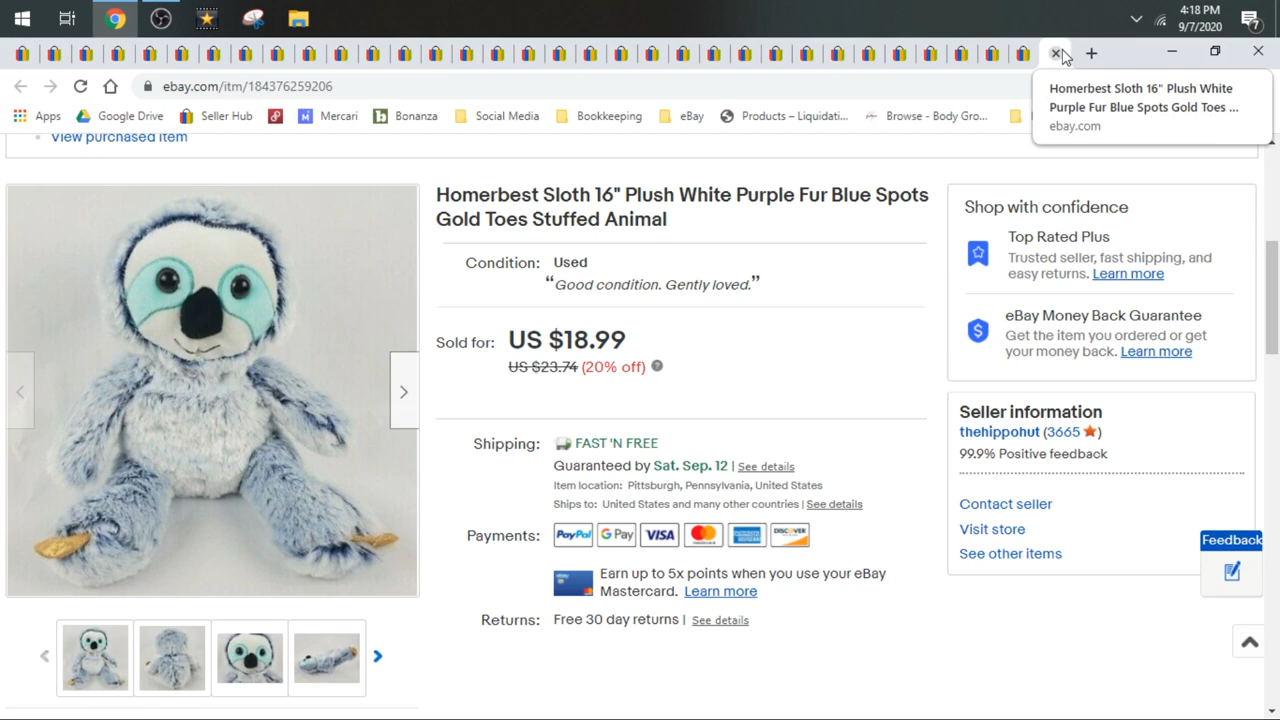 4:18 PM
9/7/2020
7
ebay.com/itm/184376259206
Homerbest Sloth 16" Plush White
Purple Fur Blue Spots Gold Toes ...
ebay.com
Apps
Google Drive
Seller Hub
Mercari
Bonanza
Social Media
Bookkeeping
eBay
Products – Liquidati...
Browse - Body Gro...
View purchased item
Homerbest Sloth 16" Plush White Purple Fur Blue Spots
Gold Toes Stuffed Animal
Condition: Used
“Good condition. Gently loved.”
Sold for: US $18.99
US $23.74 (20% off) ?
Shipping: FAST 'N FREE
Guaranteed by Sat. Sep. 12 | See details
Item location: Pittsburgh, Pennsylvania, United States
Ships to: United States and many other countries | See details
Payments: PayPal G Pay VISA DISCOVER
Earn up to 5x points when you use your eBay
Mastercard. Learn more
Returns: Free 30 day returns | See details
Shop with confidence
Top Rated Plus
Trusted seller, fast shipping, and
easy returns. Learn more
eBay Money Back Guarantee
Get the item you ordered or get
your money back. Learn more
Seller information
thehippohut (3665)
99.9% Positive feedback
Contact seller
Visit store
See other items
Feedback